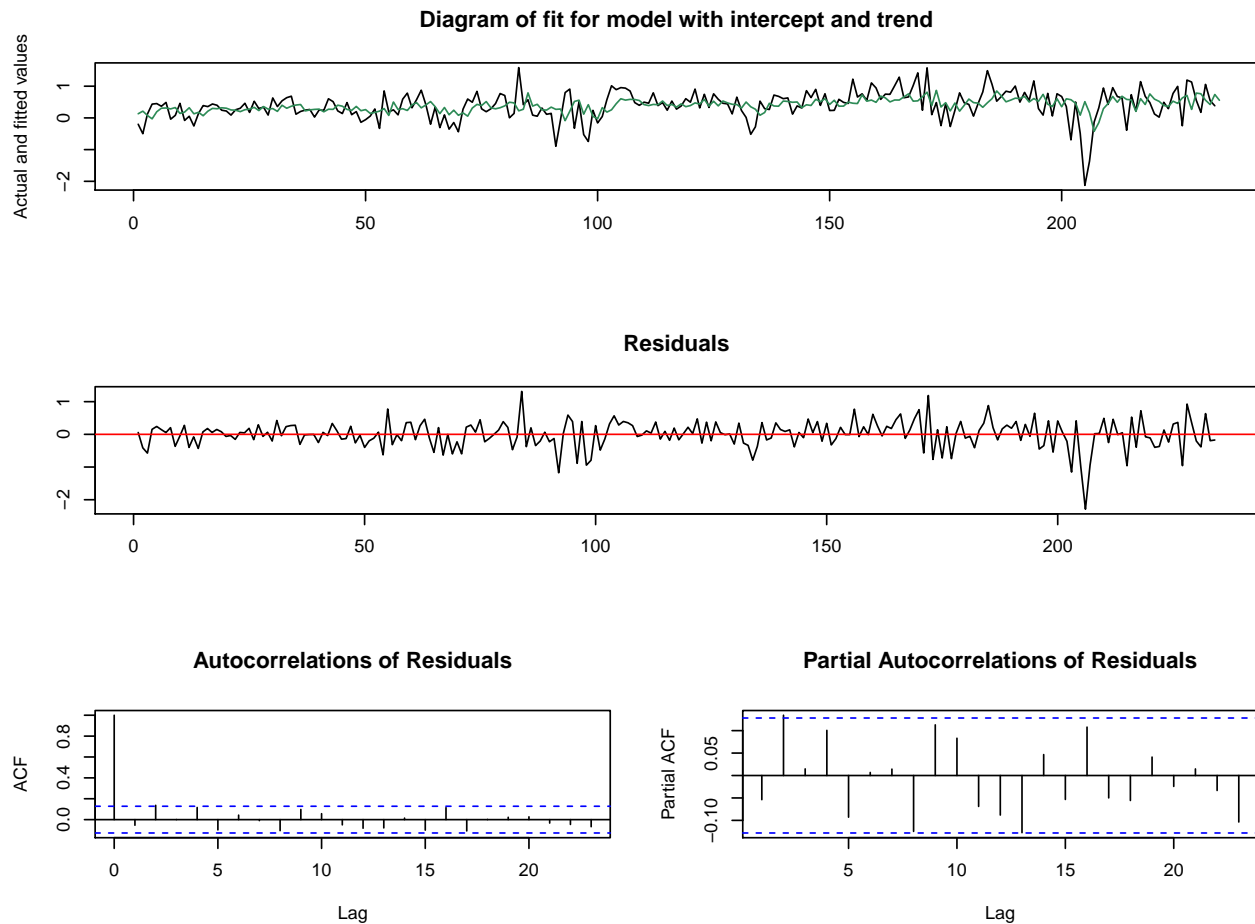 Diagram of fit for model with intercept and trend
Actual and fitted values
1
0
−2
0 50 100 150 200
Residuals
1
0
−2
0 50 100 150 200
Autocorrelations of Residuals
ACF
0.8
0.4
0.0
0 5 10 15 20
Lag
Partial Autocorrelations of Residuals
Partial ACF
0.05
−0.10
5 10 15 20
Lag